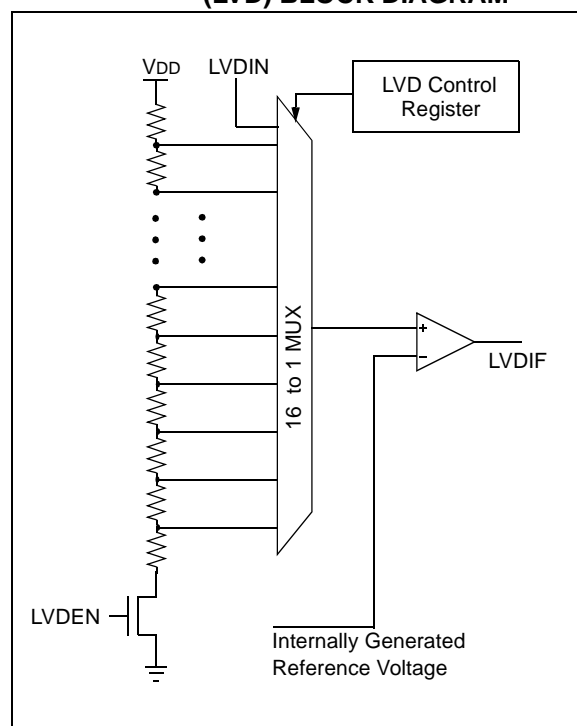 (LVD) BLOCK DIAGRAM
VDD
LVDIN
LVD Control
Register
16 to 1 MUX
+
−
LVDIF
LVDEN
Internally Generated
Reference Voltage